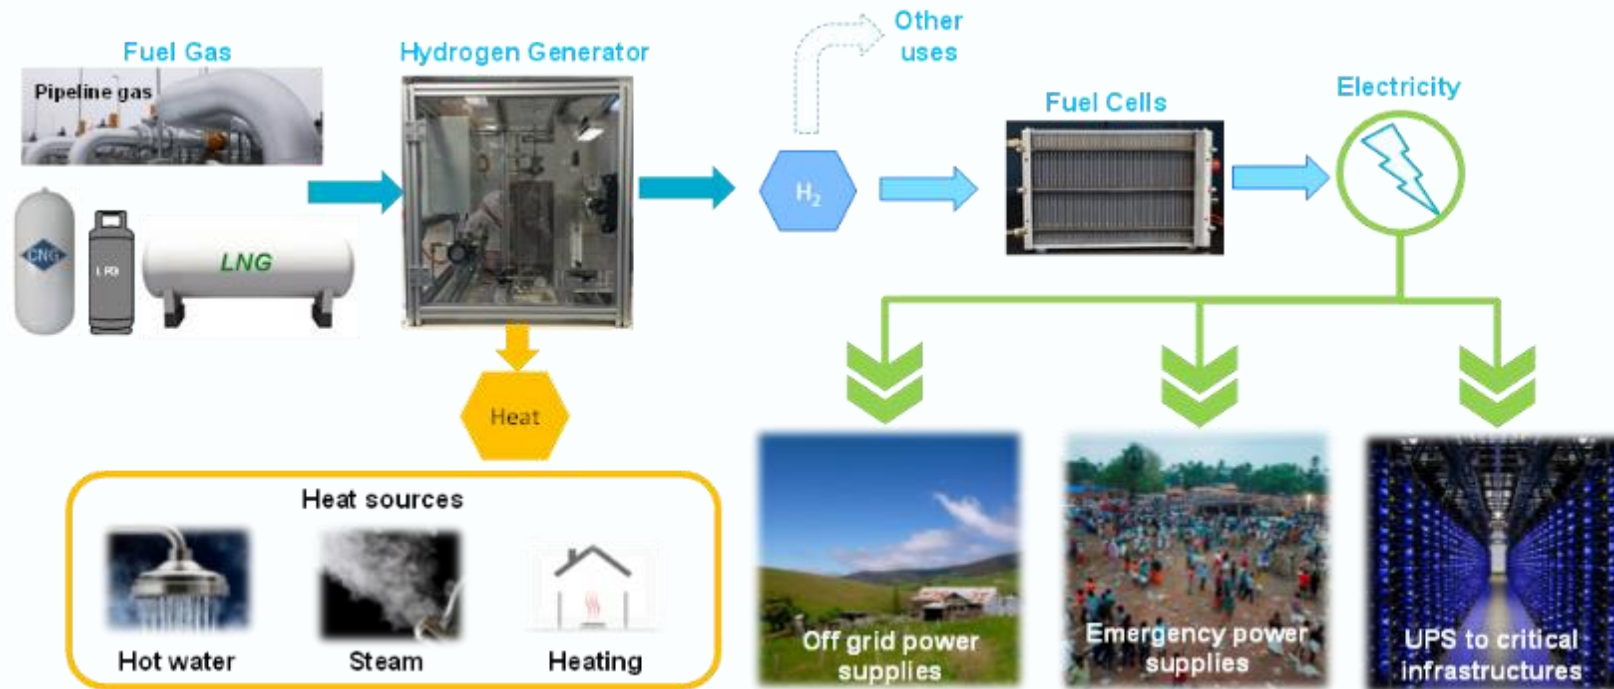 Fuel Gas
Pipeline gas
CNG
LPG
LNG
Hydrogen Generator
Other
uses
H₂
Fuel Cells
Electricity
Heat
Heat sources
Hot water
Steam
Heating
Off grid power
supplies
Emergency power
supplies
UPS to critical
infrastructures